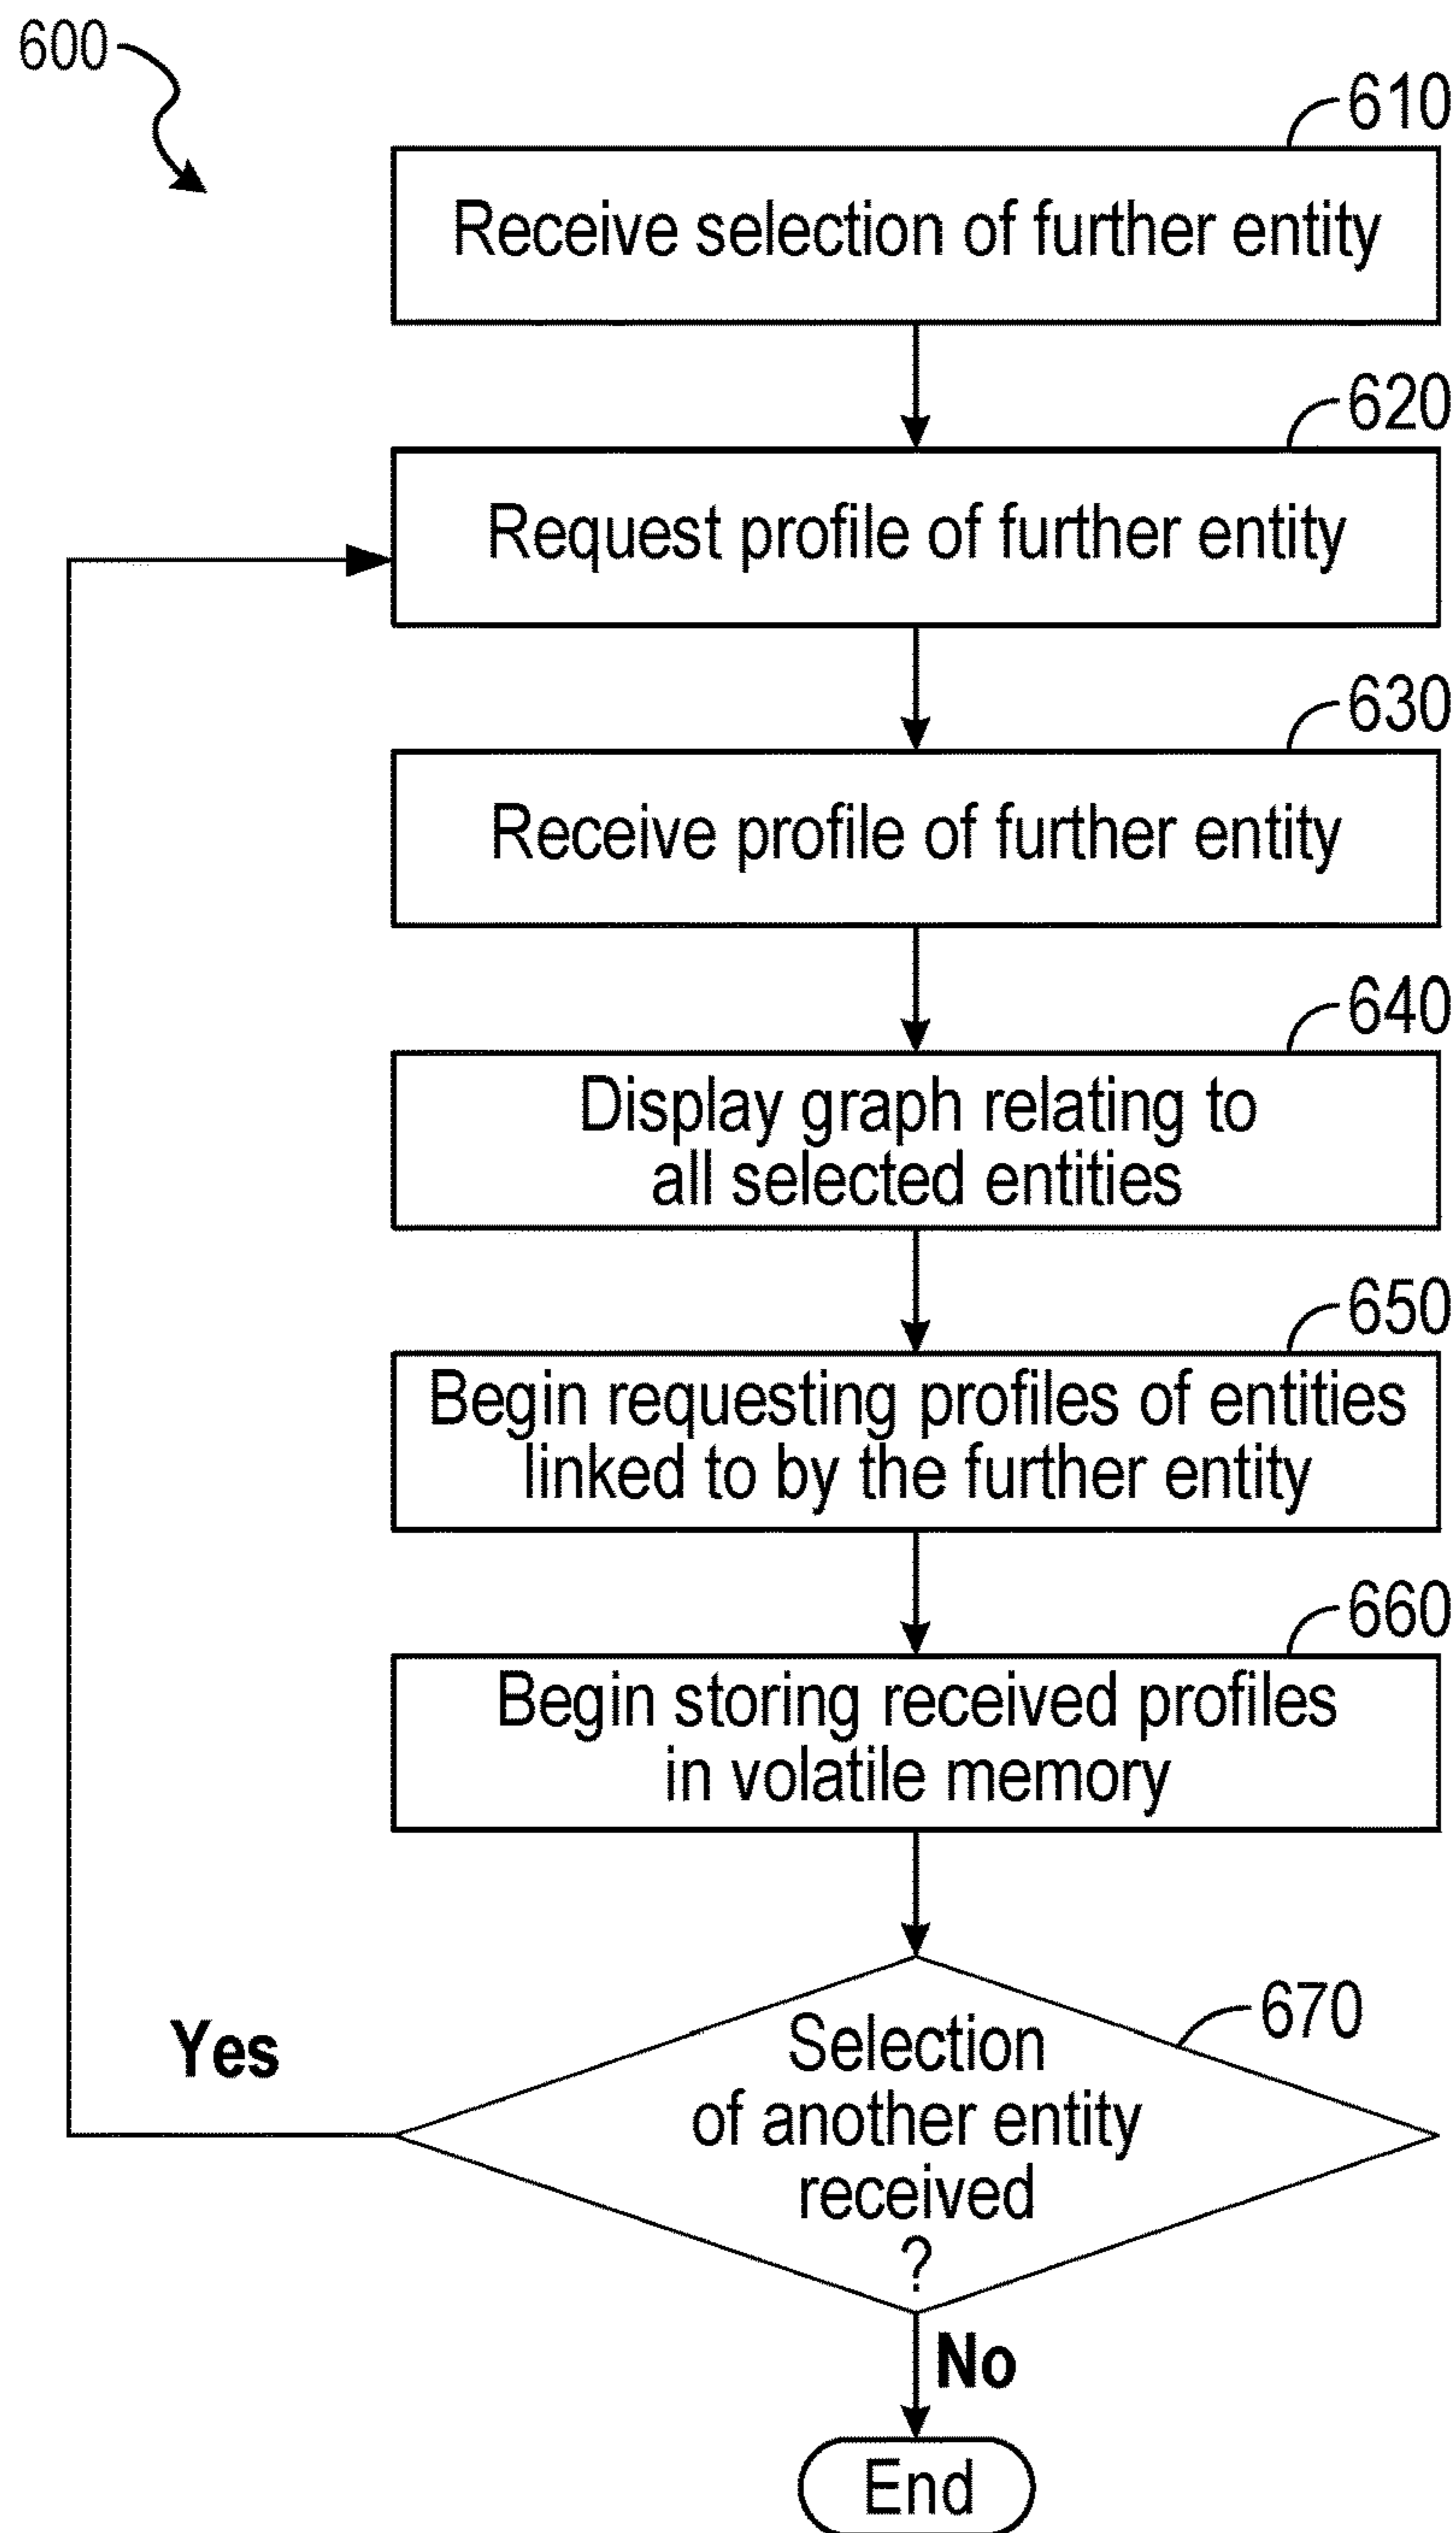 600
610
Receive selection of further entity
620
Request profile of further entity
630
Receive profile of further entity
640
Display graph relating to
all selected entities
650
Begin requesting profiles of entities
linked to by the further entity
660
Begin storing received profiles
in volatile memory
670
Selection
of another entity
received
?
Yes
No
End